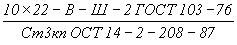 10×22 – В – Ш – 2 ГОСТ 103 – 76
Ст3кп ОСТ 14 – 2 – 208 – 87